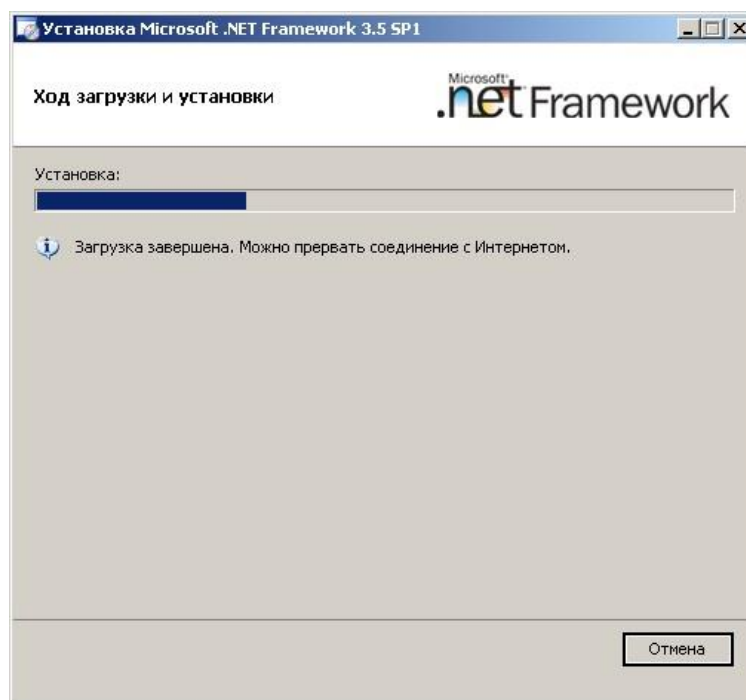 Установка Microsoft .NET Framework 3.5 SP1
Ход загрузки и установки
Microsoft
.net Framework
Установка:
Загрузка завершена. Можно прервать соединение с Интернетом.
Отмена